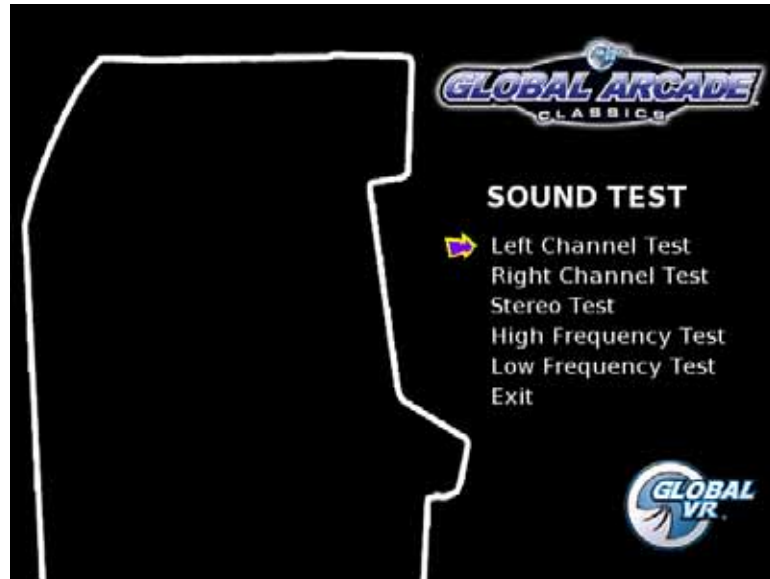 GLOBAL ARCADE
CLASSICS
SOUND TEST
Left Channel Test
Right Channel Test
Stereo Test
High Frequency Test
Low Frequency Test
Exit
GLOBAL
VR